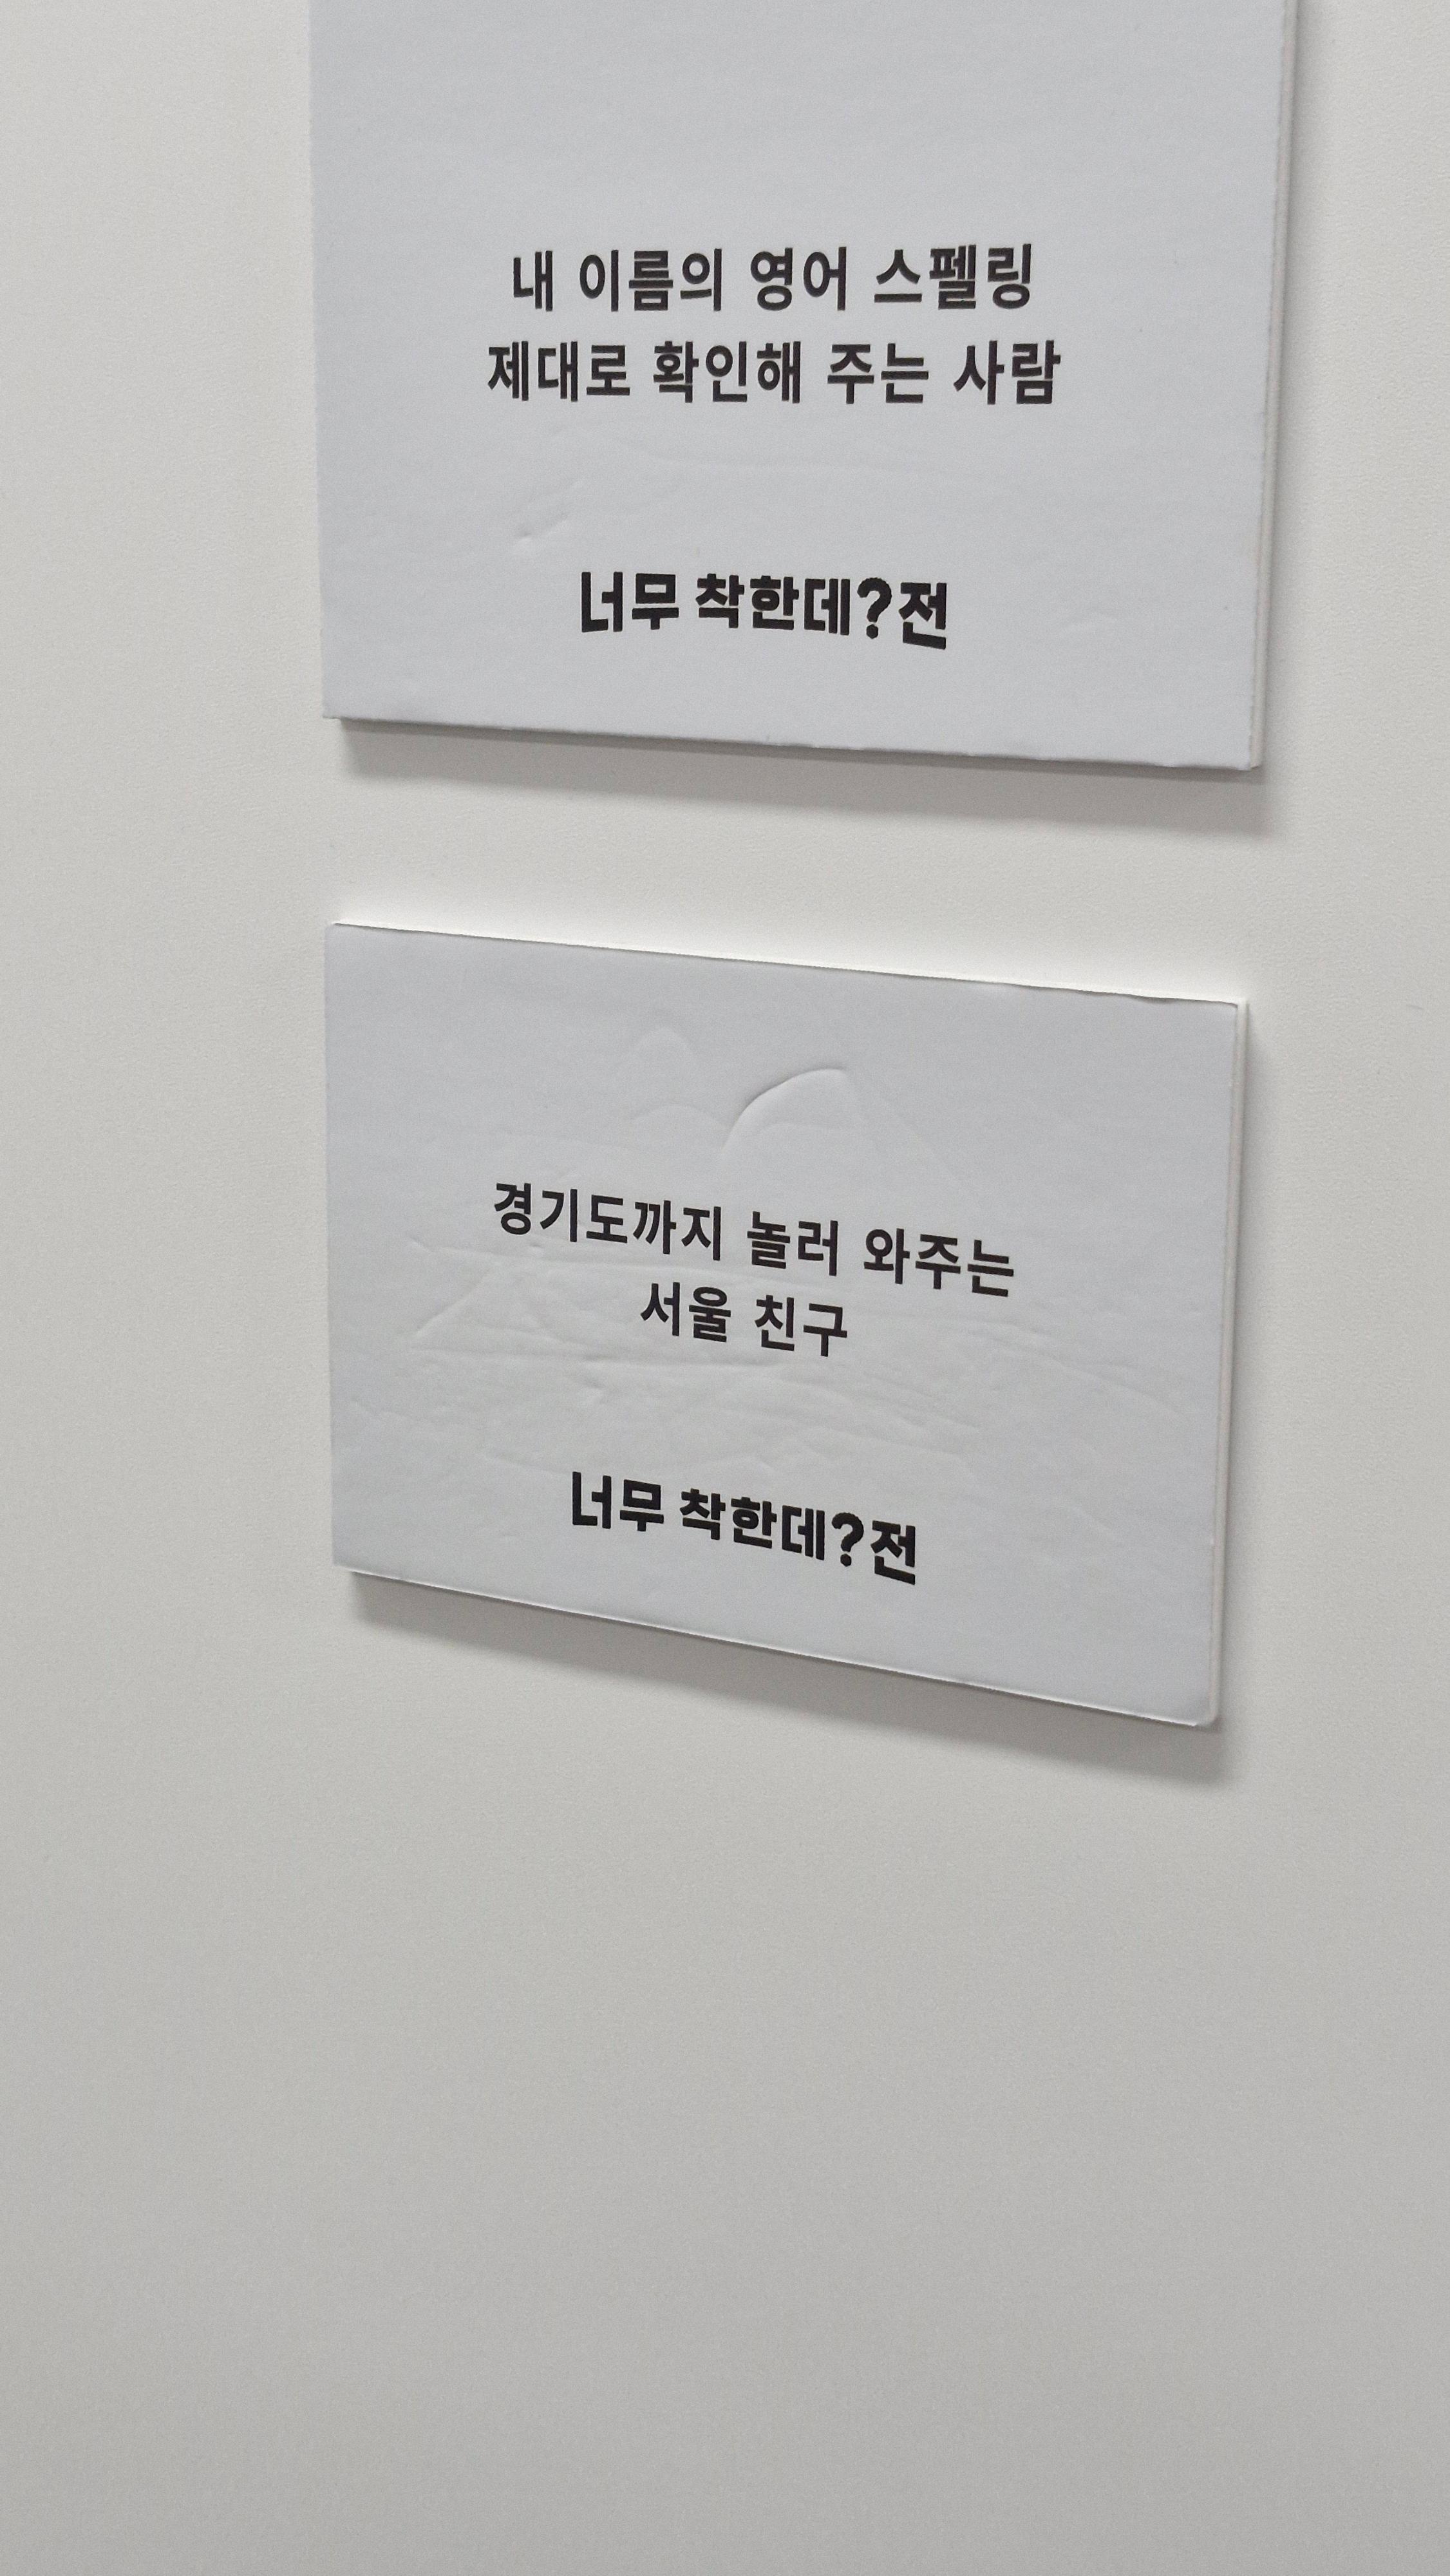 내 이름의 영어 스펠링
제대로 확인해 주는 사람
너무 착한데?전
경기도까지 놀러 와주는
서울 친구
너무 착한데?전